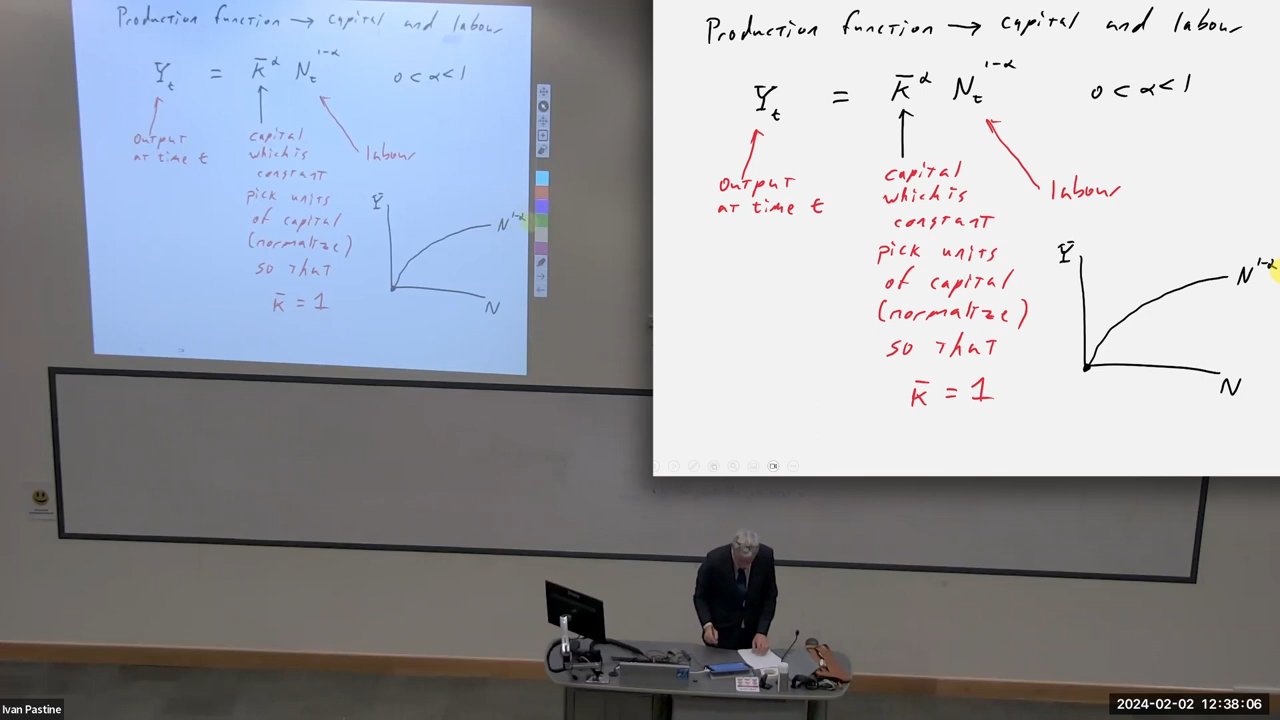 Production function → capital and labour
Y_t = K̄^α N_t^{1-α} 0 < α < 1
output
at time t
capital
which is
constant
pick units
of capital
(normalize)
so that
K̄ = 1
labour
Y
N^{1-α}
N
Production function → capital and labour
Y_t = K̄^α N_t^{1-α} 0 < α < 1
output
at time t
capital
which is
constant
pick units
of capital
(normalize)
so that
K̄ = 1
labour
Y
N^{1-α}
N
Ivan Pastine
2024-02-02 12:38:06